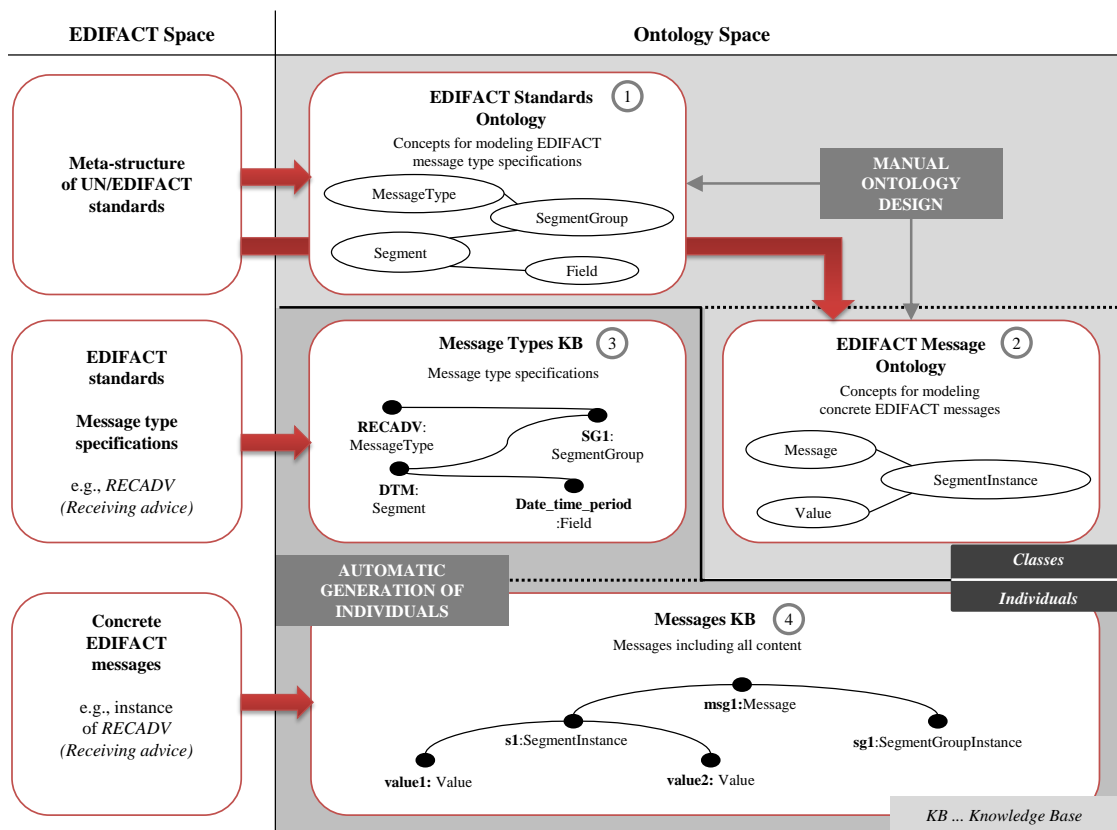 EDIFACT Space
Ontology Space
Meta-structure
of UN/EDIFACT
standards
EDIFACT Standards
Ontology
1
Concepts for modeling EDIFACT
message type specifications
MessageType
SegmentGroup
Segment
Field
MANUAL
ONTOLOGY
DESIGN
EDIFACT
standards
Message type
specifications
e.g., RECADV
(Receiving advice)
Message Types KB
3
Message type specifications
RECADV:
MessageType
SG1:
SegmentGroup
DTM:
Segment
Date_time_period
:Field
EDIFACT Message
Ontology
2
Concepts for modeling
concrete EDIFACT messages
Message
SegmentInstance
Value
Classes
Individuals
AUTOMATIC
GENERATION OF
INDIVIDUALS
Concrete
EDIFACT
messages
e.g., instance
of RECADV
(Receiving advice)
Messages KB
4
Messages including all content
msg1:Message
s1:SegmentInstance
sg1:SegmentGroupInstance
value1: Value
value2: Value
KB ... Knowledge Base